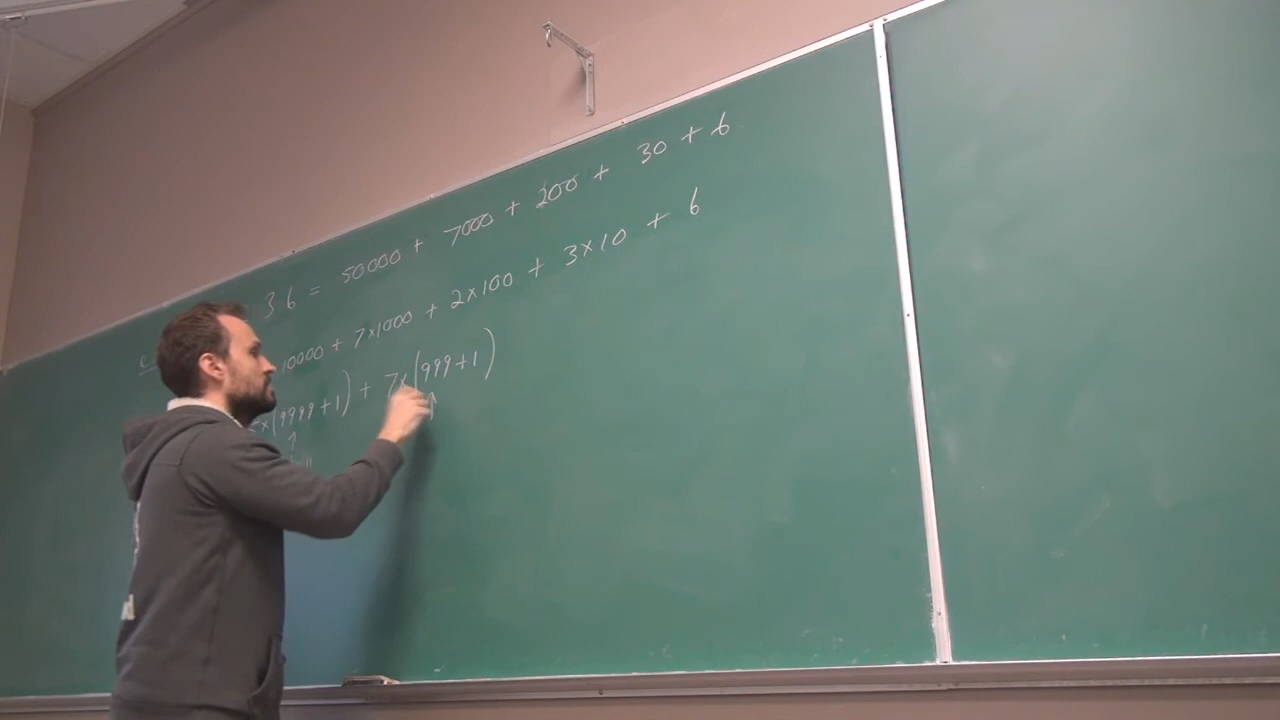 36 = 50000 + 7000 + 200 + 30 + 6
10000 + 7×1000 + 2×100 + 3×10 + 6
5×(9999+1) + 7×(999+1)